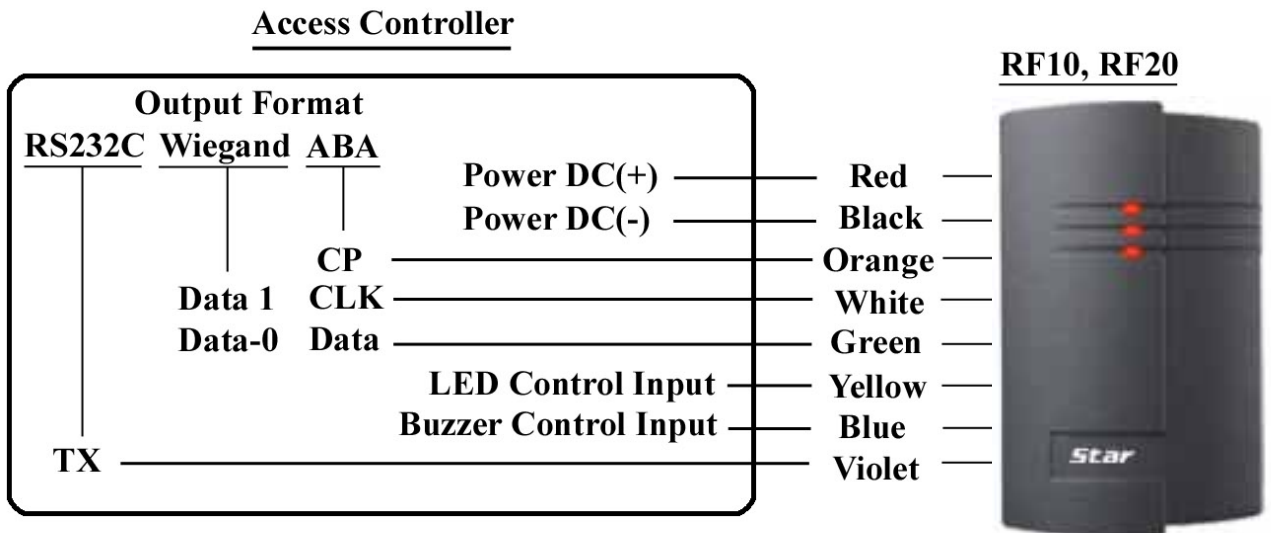 Access Controller
RF10, RF20
Output Format
RS232C Wiegand ABA
Power DC(+) Red
Power DC(-) Black
CP Orange
Data 1 CLK White
Data-0 Data Green
LED Control Input Yellow
Buzzer Control Input Blue
TX Violet
Star